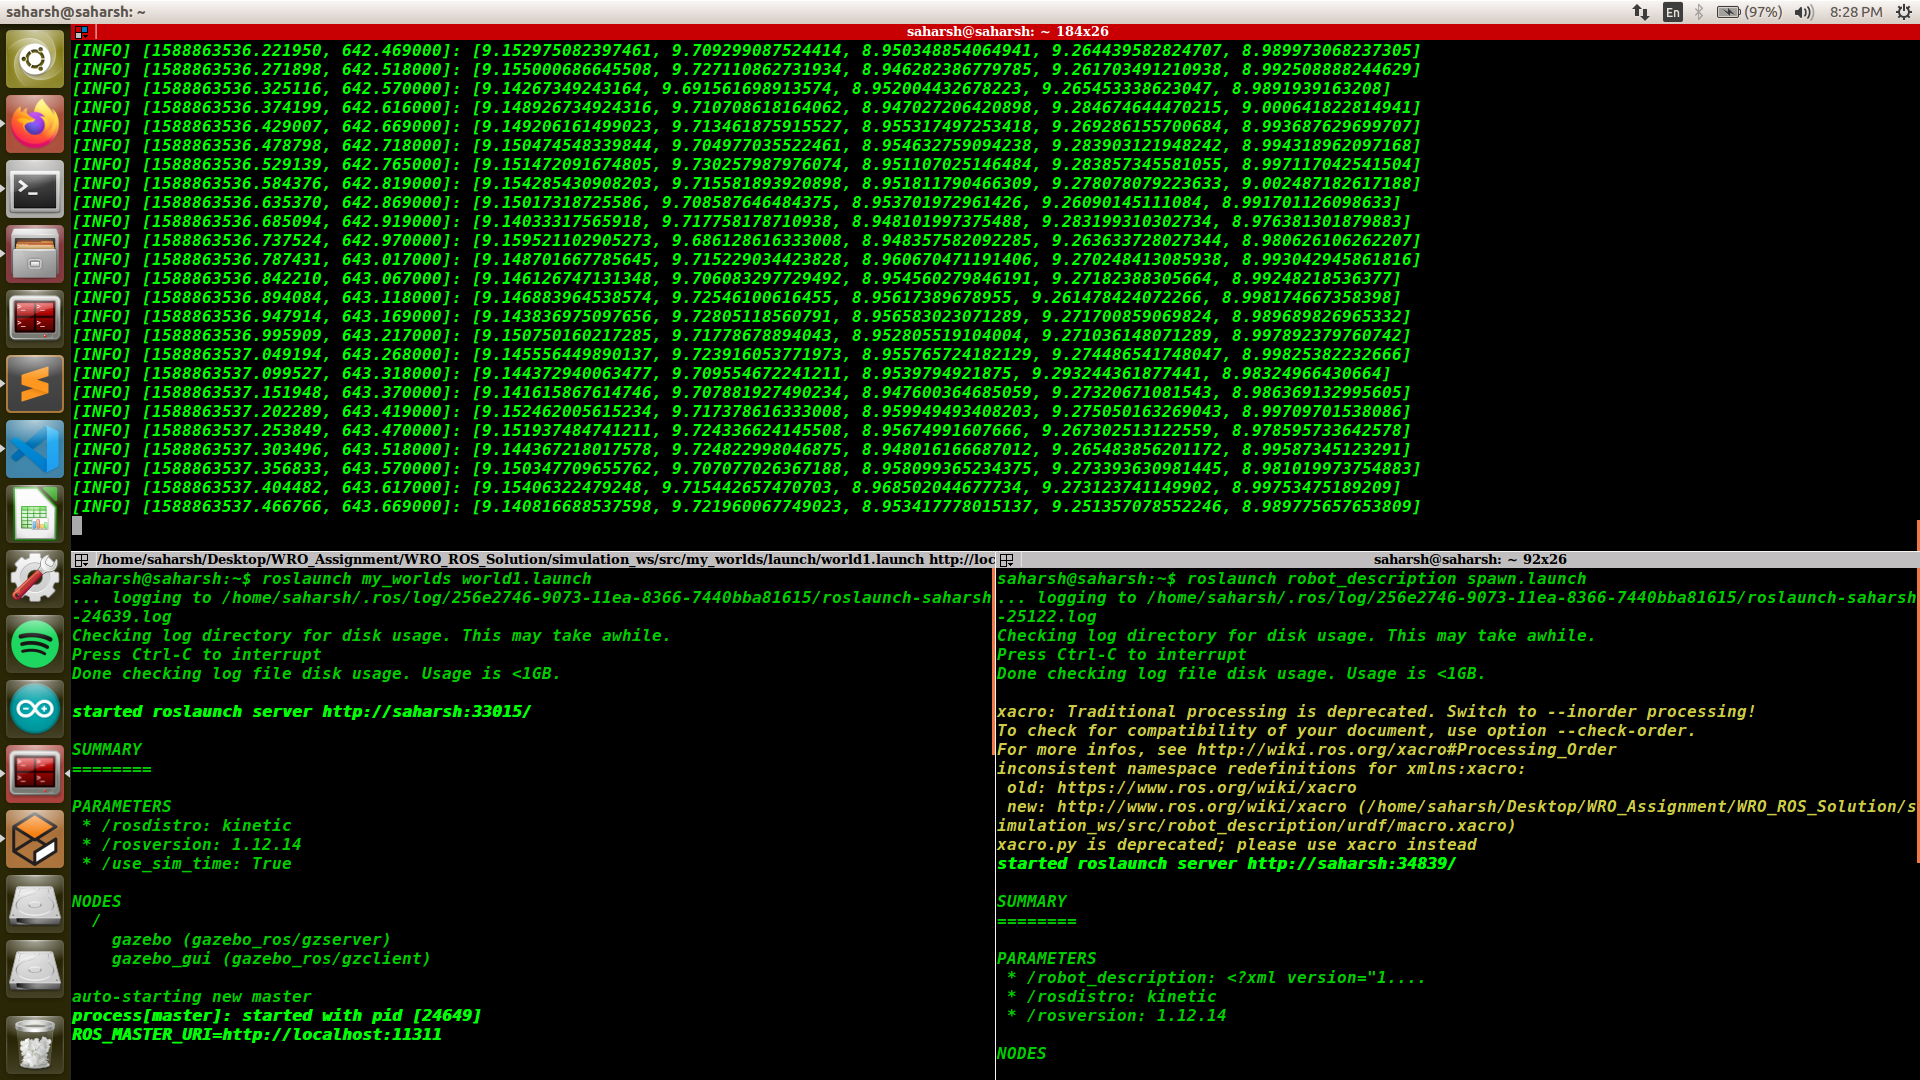 saharsh@saharsh: ~
En
(97%)
8:28 PM
saharsh@saharsh: ~ 184x26
[INFO] [1588863536.221950, 642.469000]: [9.152975082397461, 9.709299087524414, 8.950348854064941, 9.264439582824707, 8.989973068237305]
[INFO] [1588863536.271898, 642.518000]: [9.155000686645508, 9.727110862731934, 8.946282386779785, 9.261703491210938, 8.992508888244629]
[INFO] [1588863536.325116, 642.570000]: [9.14267349243164, 9.691561698913574, 8.952004432678223, 9.265453338623047, 8.9891939163208]
[INFO] [1588863536.374199, 642.616000]: [9.148926734924316, 9.710708618164062, 8.947027206420898, 9.284674644470215, 9.000641822814941]
[INFO] [1588863536.429007, 642.669000]: [9.149206161499023, 9.713461875915527, 8.955317497253418, 9.269286155700684, 8.993687629699707]
[INFO] [1588863536.478798, 642.718000]: [9.150474548339844, 9.704977035522461, 8.954632759094238, 9.283903121948242, 8.994318962097168]
[INFO] [1588863536.529139, 642.765000]: [9.151472091674805, 9.730257987976074, 8.951107025146484, 9.283857345581055, 8.997117042541504]
[INFO] [1588863536.584376, 642.819000]: [9.154285430908203, 9.715581893920898, 8.951811790466309, 9.278078079223633, 9.002487182617188]
[INFO] [1588863536.635370, 642.869000]: [9.15017318725586, 9.708587646484375, 8.953701972961426, 9.26090145111084, 8.991701126098633]
[INFO] [1588863536.685094, 642.919000]: [9.14033317565918, 9.717758178710938, 8.948101997375488, 9.283199310302734, 8.976381301879883]
[INFO] [1588863536.737524, 642.970000]: [9.159521102905273, 9.686128616333008, 8.948357582092285, 9.263633728027344, 8.980626106262207]
[INFO] [1588863536.787431, 643.017000]: [9.148701667785645, 9.715229034423828, 8.960670471191406, 9.270248413085938, 8.993042945861816]
[INFO] [1588863536.842210, 643.067000]: [9.146126747131348, 9.706083297729492, 8.954560279846191, 9.27182388305664, 8.992482185363​77]
[INFO] [1588863536.894084, 643.118000]: [9.146883964538574, 9.72546100616455, 8.95617389678955, 9.261478424072266, 8.998174667358398]
[INFO] [1588863536.947914, 643.169000]: [9.143836975097656, 9.72805118560791, 8.956583023071289, 9.271700859069824, 8.989689826965332]
[INFO] [1588863536.995909, 643.217000]: [9.150750160217285, 9.71778678894043, 8.952805519104004, 9.271036148071289, 8.997892379760742]
[INFO] [1588863537.049194, 643.268000]: [9.145556449890137, 9.723916053771973, 8.955765724182129, 9.274486541748047, 8.99825382232666]
[INFO] [1588863537.099527, 643.318000]: [9.144372940063477, 9.709554672241211, 8.9539794921875, 9.293244361877441, 8.98324966430664]
[INFO] [1588863537.151948, 643.370000]: [9.141615867614746, 9.707881927490234, 8.947600364685059, 9.27320671081543, 8.986369132995605]
[INFO] [1588863537.202289, 643.419000]: [9.152462005615234, 9.717378616333008, 8.959949493408203, 9.275050163269043, 8.99709701538086]
[INFO] [1588863537.253849, 643.470000]: [9.151937484741211, 9.724336624145508, 8.95674991607666, 9.267302513122559, 8.978595733642578]
[INFO] [1588863537.303496, 643.518000]: [9.144367218017578, 9.724822998046875, 8.948016166687012, 9.265483856201172, 8.99587345123291]
[INFO] [1588863537.356833, 643.570000]: [9.150347709655762, 9.707077026367188, 8.958099365234375, 9.273393630981445, 8.981019973754883]
[INFO] [1588863537.404482, 643.617000]: [9.15406322479248, 9.715442657470703, 8.968502044677734, 9.273123741149902, 8.99753475189209]
[INFO] [1588863537.466766, 643.669000]: [9.140816688537598, 9.721960067749023, 8.953417778015137, 9.251357078552246, 8.989775657653809]
/home/saharsh/Desktop/WRO_Assignment/WRO_ROS_Solution/simulation_ws/src/my_worlds/launch/world1.launch http://loc
saharsh@saharsh:~$ roslaunch my_worlds world1.launch
... logging to /home/saharsh/.ros/log/256e2746-9073-11ea-8366-7440bba81615/roslaunch-saharsh
-24639.log
Checking log directory for disk usage. This may take awhile.
Press Ctrl-C to interrupt
Done checking log file disk usage. Usage is <1GB.
started roslaunch server http://saharsh:33015/
SUMMARY
========
PARAMETERS
* /rosdistro: kinetic
* /rosversion: 1.12.14
* /use_sim_time: True
NODES
/
gazebo (gazebo_ros/gzserver)
gazebo_gui (gazebo_ros/gzclient)
auto-starting new master
process[master]: started with pid [24649]
ROS_MASTER_URI=http://localhost:11311
saharsh@saharsh: ~ 92x26
saharsh@saharsh:~$ roslaunch robot_description spawn.launch
... logging to /home/saharsh/.ros/log/256e2746-9073-11ea-8366-7440bba81615/roslaunch-saharsh
-25122.log
Checking log directory for disk usage. This may take awhile.
Press Ctrl-C to interrupt
Done checking log file disk usage. Usage is <1GB.
xacro: Traditional processing is deprecated. Switch to --inorder processing!
To check for compatibility of your document, use option --check-order.
For more infos, see http://wiki.ros.org/xacro#Processing_Order
inconsistent namespace redefinitions for xmlns:xacro:
old: https://www.ros.org/wiki/xacro
new: http://www.ros.org/wiki/xacro (/home/saharsh/Desktop/WRO_Assignment/WRO_ROS_Solution/s
imulation_ws/src/robot_description/urdf/macro.xacro)
xacro.py is deprecated; please use xacro instead
started roslaunch server http://saharsh:34839/
SUMMARY
========
PARAMETERS
* /robot_description: <?xml version="1....
* /rosdistro: kinetic
* /rosversion: 1.12.14
NODES